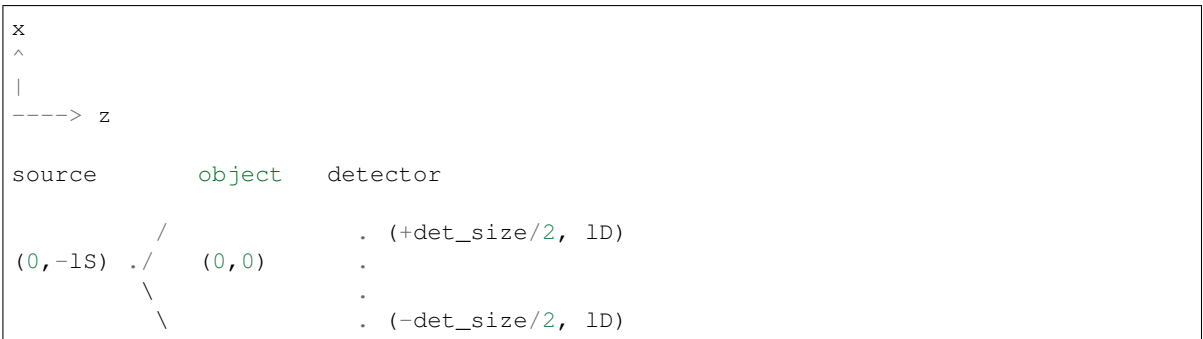 x
^
|
----> z
source object detector
/ . (+det_size/2, lD)
(0,-lS) ./ (0,0) .
\ .
\ . (-det_size/2, lD)